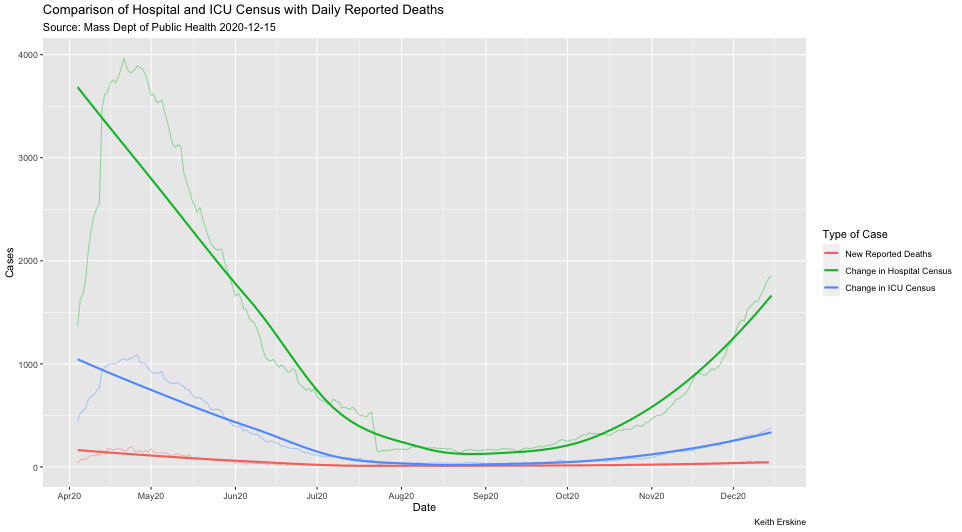 Comparison of Hospital and ICU Census with Daily Reported Deaths
Source: Mass Dept of Public Health 2020-12-15
4000
3000
2000
1000
0
Cases
Apr20 May20 Jun20 Jul20 Aug20 Sep20 Oct20 Nov20 Dec20
Date
Type of Case
New Reported Deaths
Change in Hospital Census
Change in ICU Census
Keith Erskine